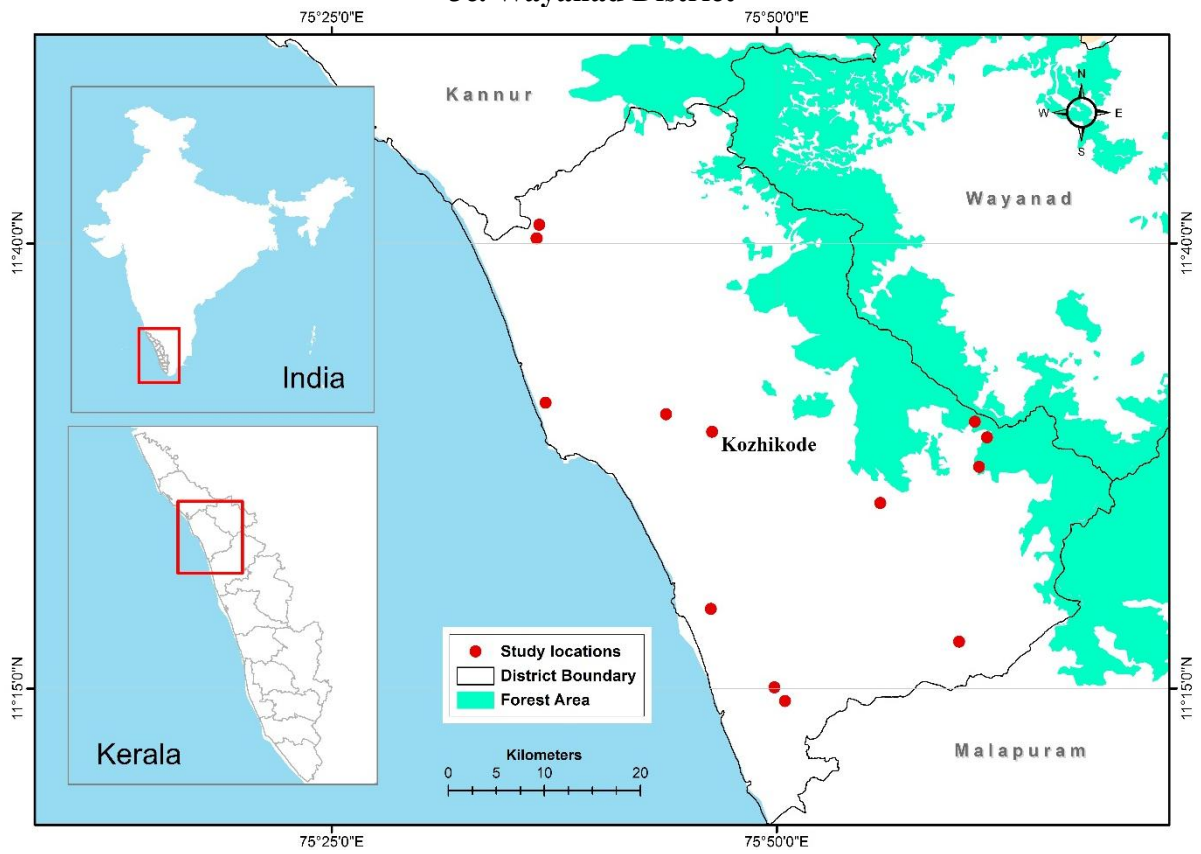 75°25'0"E
75°50'0"E
Kannur
N
W
E
S
Wayanad
11°40'0"N
11°40'0"N
India
Kozhikode
Study locations
District Boundary
Forest Area
11°15'0"N
11°15'0"N
Kerala
Kilometers
0 5 10 20
Malapuram
75°25'0"E
75°50'0"E